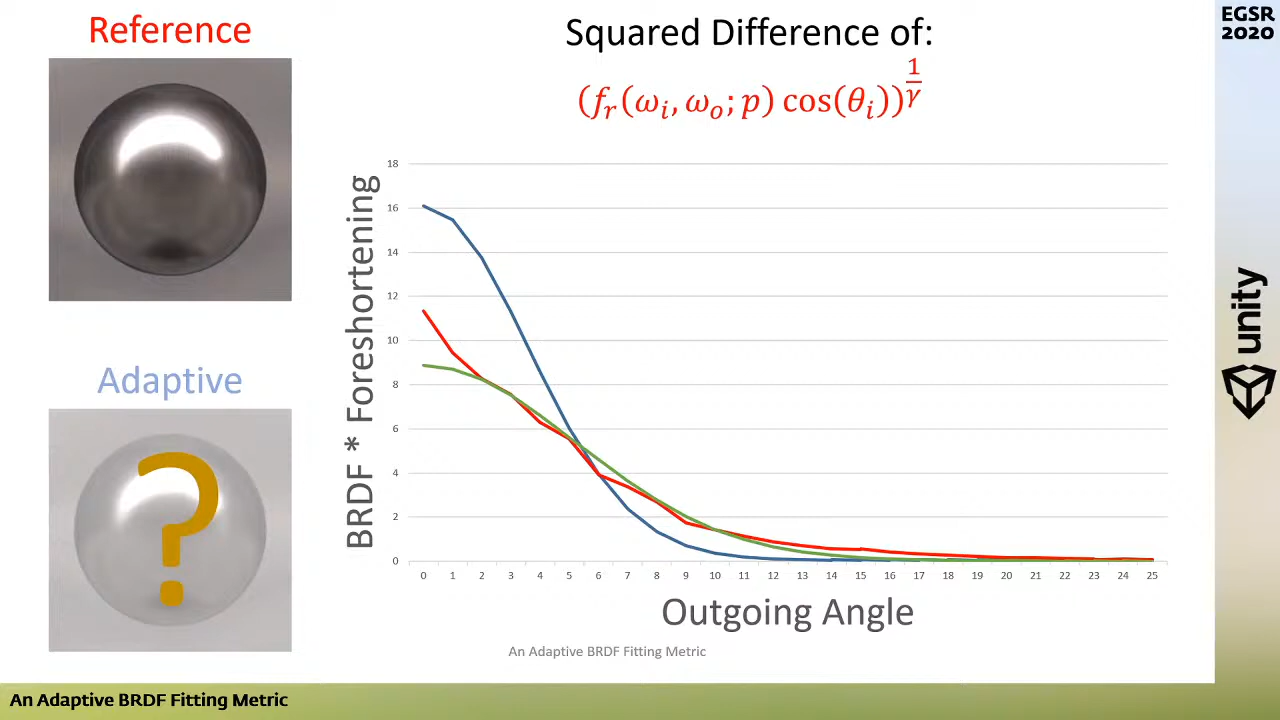 Reference
Squared Difference of:
(f_r(ω_i, ω_o; p) cos(θ_i))^{1/γ}
EGSR
2020
unity
Adaptive
?
BRDF * Foreshortening
18
16
14
12
10
8
6
4
2
0
0 1 2 3 4 5 6 7 8 9 10 11 12 13 14 15 16 17 18 19 20 21 22 23 24 25
Outgoing Angle
An Adaptive BRDF Fitting Metric
An Adaptive BRDF Fitting Metric